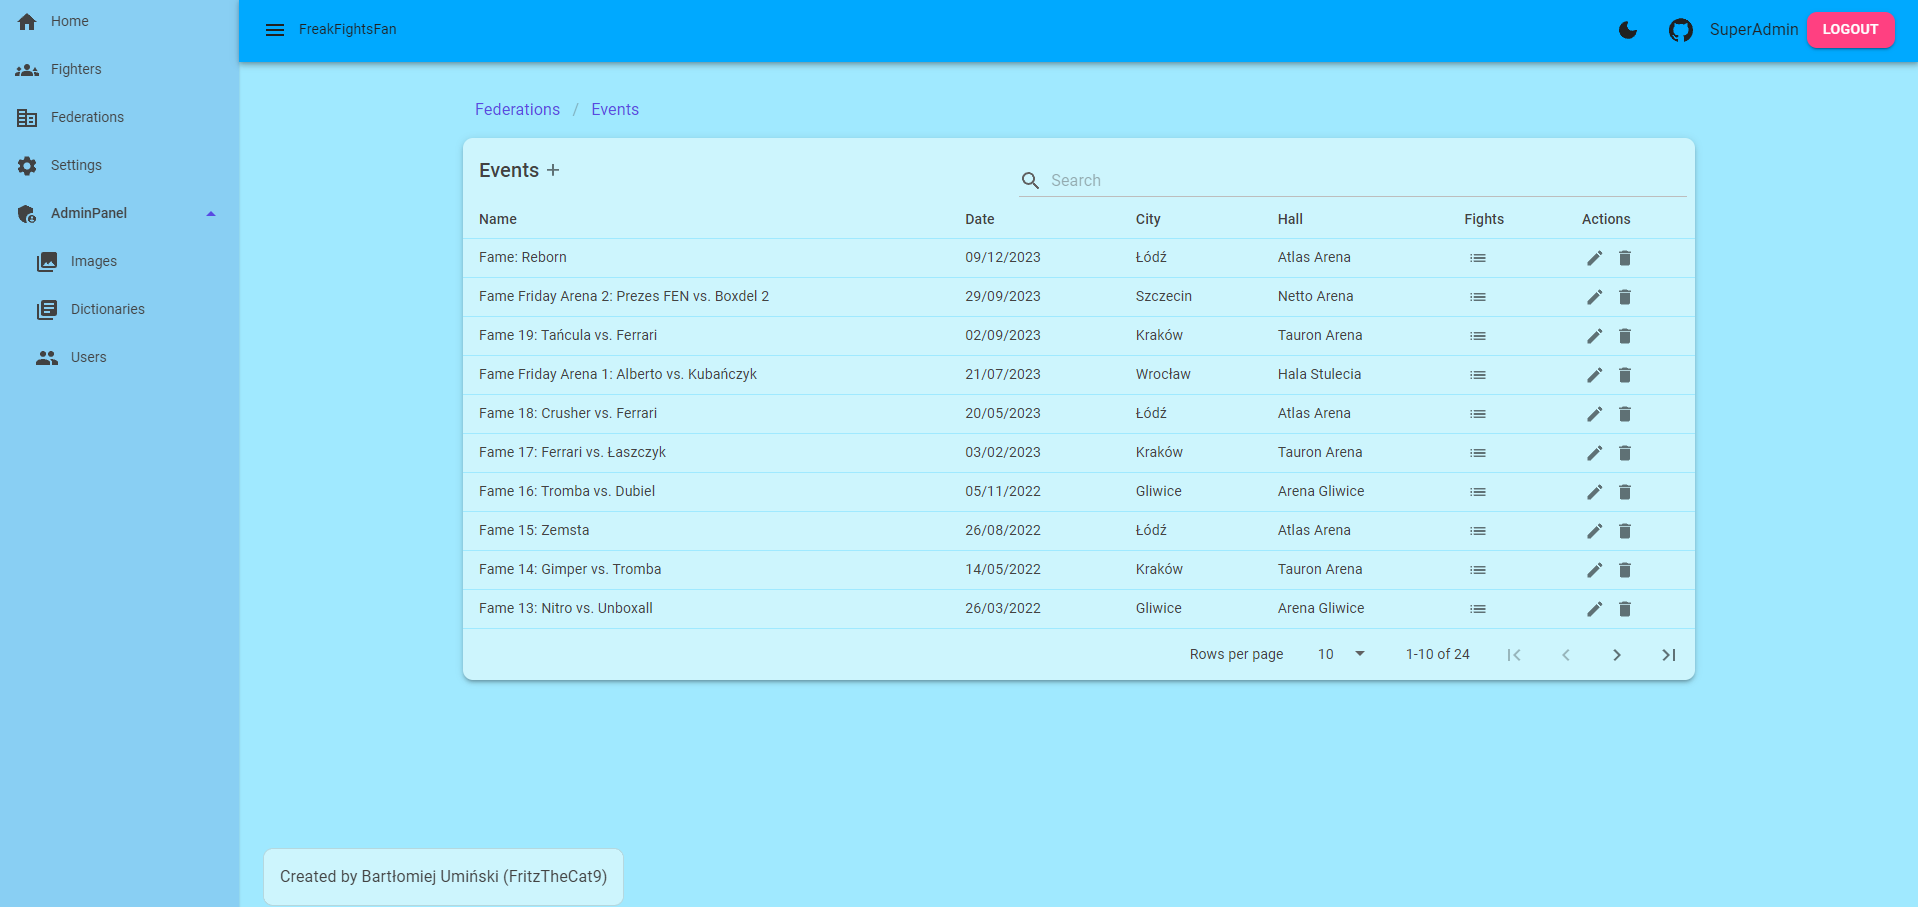 Home
Fighters
Federations
Settings
AdminPanel
Images
Dictionaries
Users
FreakFightsFan
SuperAdmin LOGOUT
Federations / Events
Events +
Search
Name Date City Hall Fights Actions
Fame: Reborn 09/12/2023 Łódź Atlas Arena
Fame Friday Arena 2: Prezes FEN vs. Boxdel 2 29/09/2023 Szczecin Netto Arena
Fame 19: Tańcula vs. Ferrari 02/09/2023 Kraków Tauron Arena
Fame Friday Arena 1: Alberto vs. Kubańczyk 21/07/2023 Wrocław Hala Stulecia
Fame 18: Crusher vs. Ferrari 20/05/2023 Łódź Atlas Arena
Fame 17: Ferrari vs. Łaszczyk 03/02/2023 Kraków Tauron Arena
Fame 16: Tromba vs. Dubiel 05/11/2022 Gliwice Arena Gliwice
Fame 15: Zemsta 26/08/2022 Łódź Atlas Arena
Fame 14: Gimper vs. Tromba 14/05/2022 Kraków Tauron Arena
Fame 13: Nitro vs. Unboxall 26/03/2022 Gliwice Arena Gliwice
Rows per page 10 1-10 of 24
Created by Bartłomiej Umiński (FritzTheCat9)